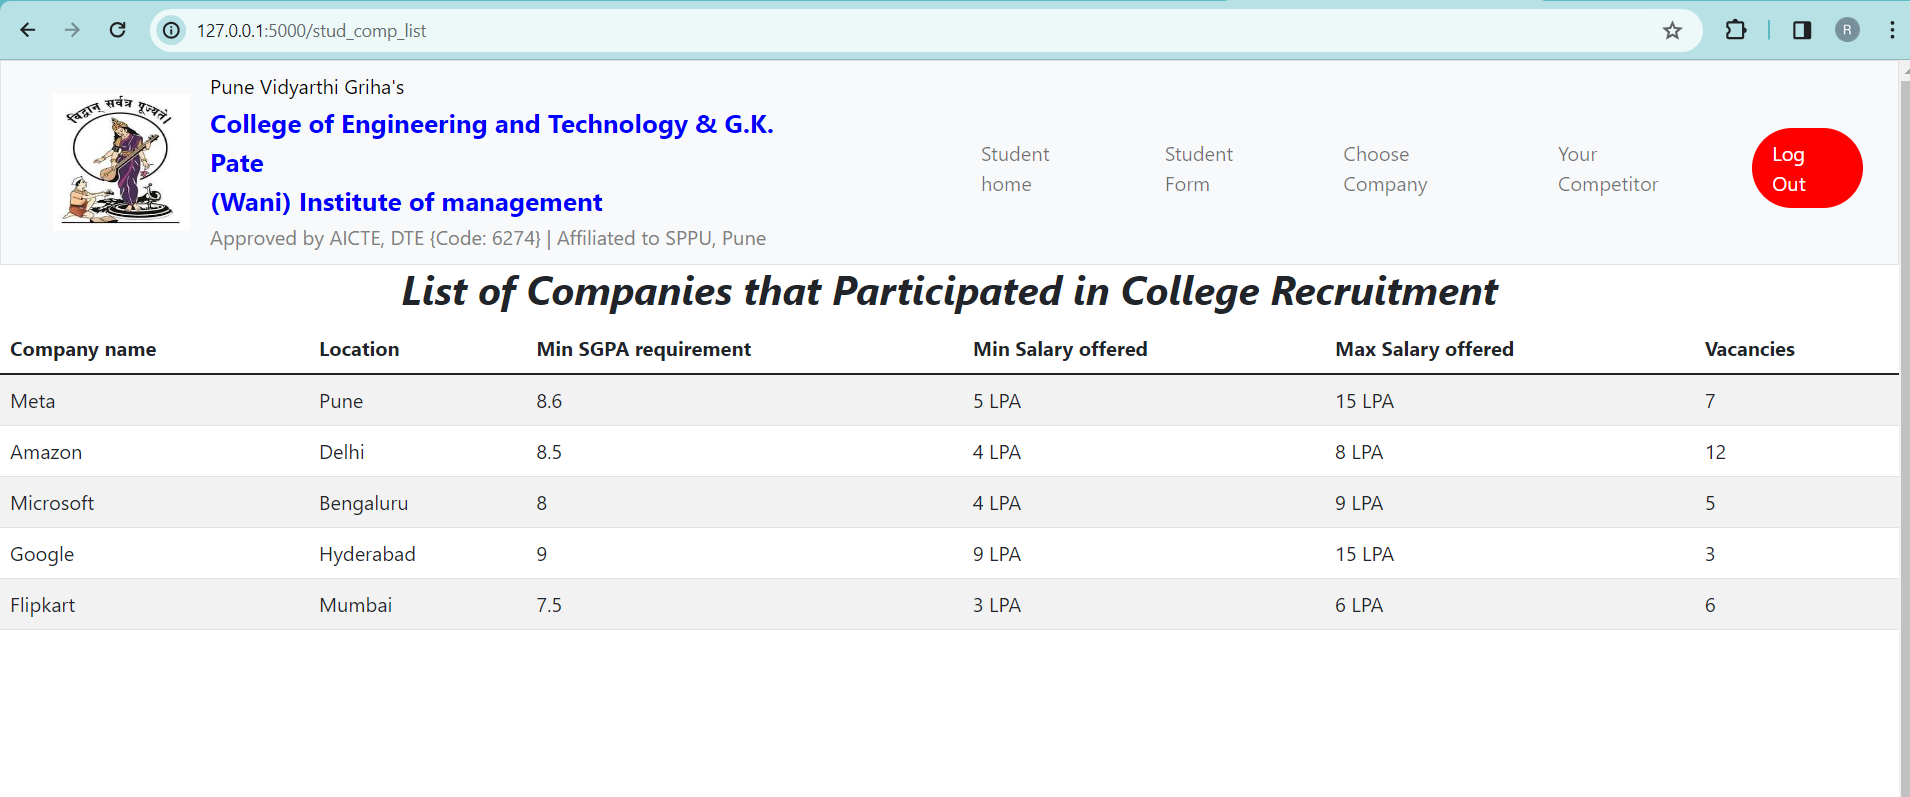 127.0.0.1:5000/stud_comp_list
R
विद्वान् सर्वत्र पूज्यते।
Pune Vidyarthi Griha's
College of Engineering and Technology & G.K.
Pate
(Wani) Institute of management
Approved by AICTE, DTE {Code: 6274} | Affiliated to SPPU, Pune
Student
home
Student
Form
Choose
Company
Your
Competitor
Log
Out
List of Companies that Participated in College Recruitment
Company name Location Min SGPA requirement Min Salary offered Max Salary offered Vacancies
Meta Pune 8.6 5 LPA 15 LPA 7
Amazon Delhi 8.5 4 LPA 8 LPA 12
Microsoft Bengaluru 8 4 LPA 9 LPA 5
Google Hyderabad 9 9 LPA 15 LPA 3
Flipkart Mumbai 7.5 3 LPA 6 LPA 6